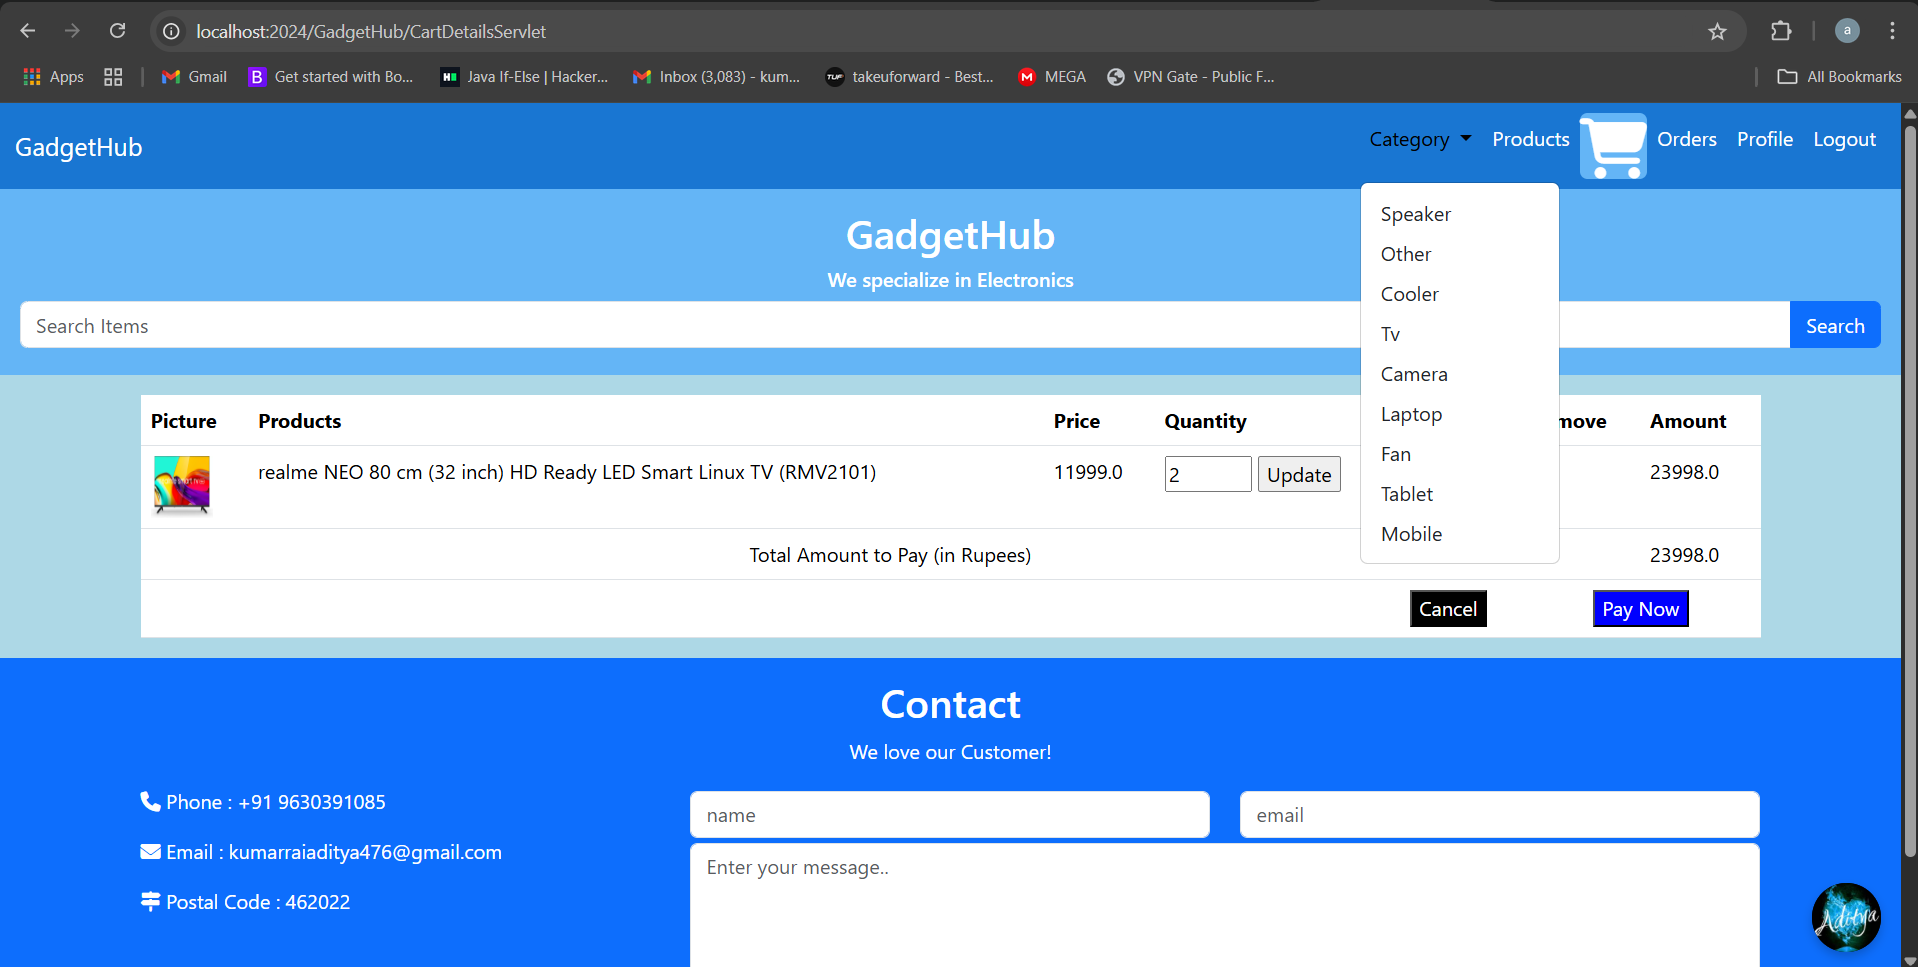 localhost:2024/GadgetHub/CartDetailsServlet
a
Apps Gmail B Get started with Bo... Java If-Else | Hacker... Inbox (3,083) - kum... TUF takeuforward - Best... M MEGA VPN Gate - Public F... All Bookmarks
GadgetHub Category Products Orders Profile Logout
Speaker
Other
Cooler
Tv
Camera
Laptop
Fan
Tablet
Mobile
GadgetHub
We specialize in Electronics
Search Items Search
Picture Products Price Quantity move Amount
realme NEO 80 cm (32 inch) HD Ready LED Smart Linux TV (RMV2101) 11999.0 2 Update 23998.0
Total Amount to Pay (in Rupees) 23998.0
Cancel Pay Now
Contact
We love our Customer!
Phone : +91 9630391085
Email : kumarraiaditya476@gmail.com
Postal Code : 462022
name email
Enter your message..
Aditya